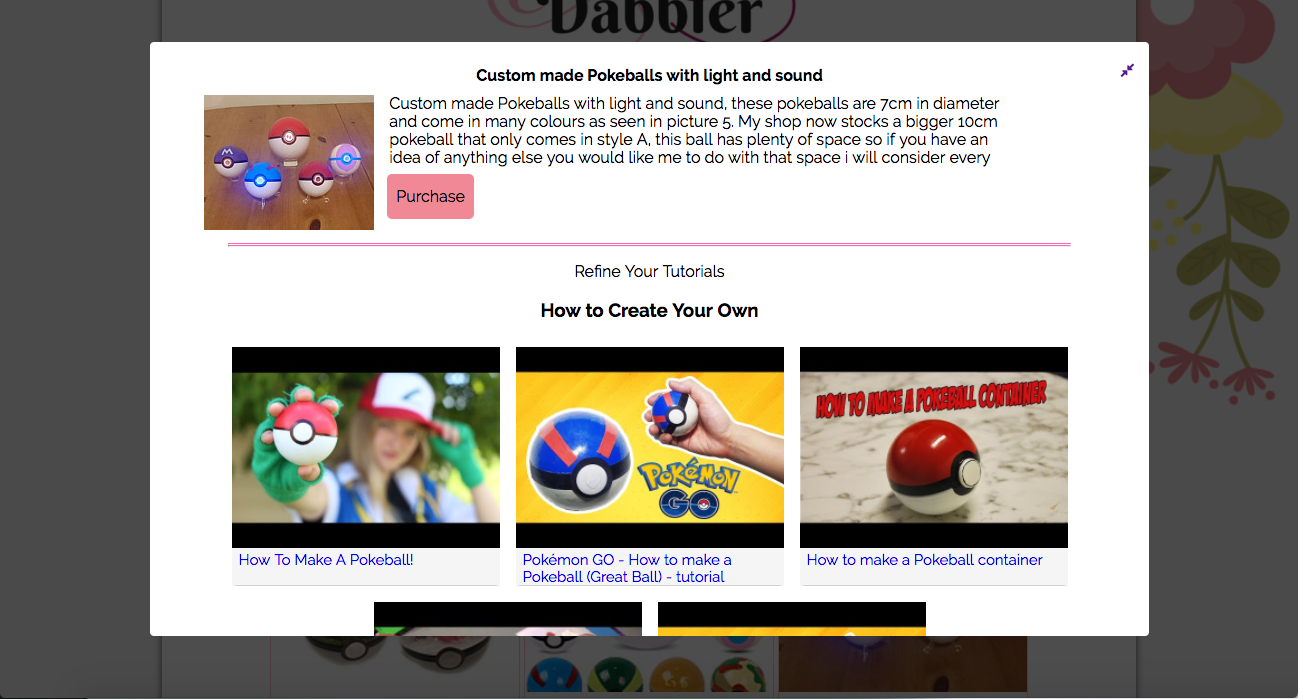 Dabbler
Custom made Pokeballs with light and sound
Custom made Pokeballs with light and sound, these pokeballs are 7cm in diameter
and come in many colours as seen in picture 5. My shop now stocks a bigger 10cm
pokeball that only comes in style A, this ball has plenty of space so if you have an
idea of anything else you would like me to do with that space i will consider every
Purchase
Refine Your Tutorials
How to Create Your Own
POKÉMON
GO
HOW TO MAKE A POKEBALL CONTAINER
How To Make A Pokeball!
Pokémon GO - How to make a
Pokeball (Great Ball) - tutorial
How to make a Pokeball container